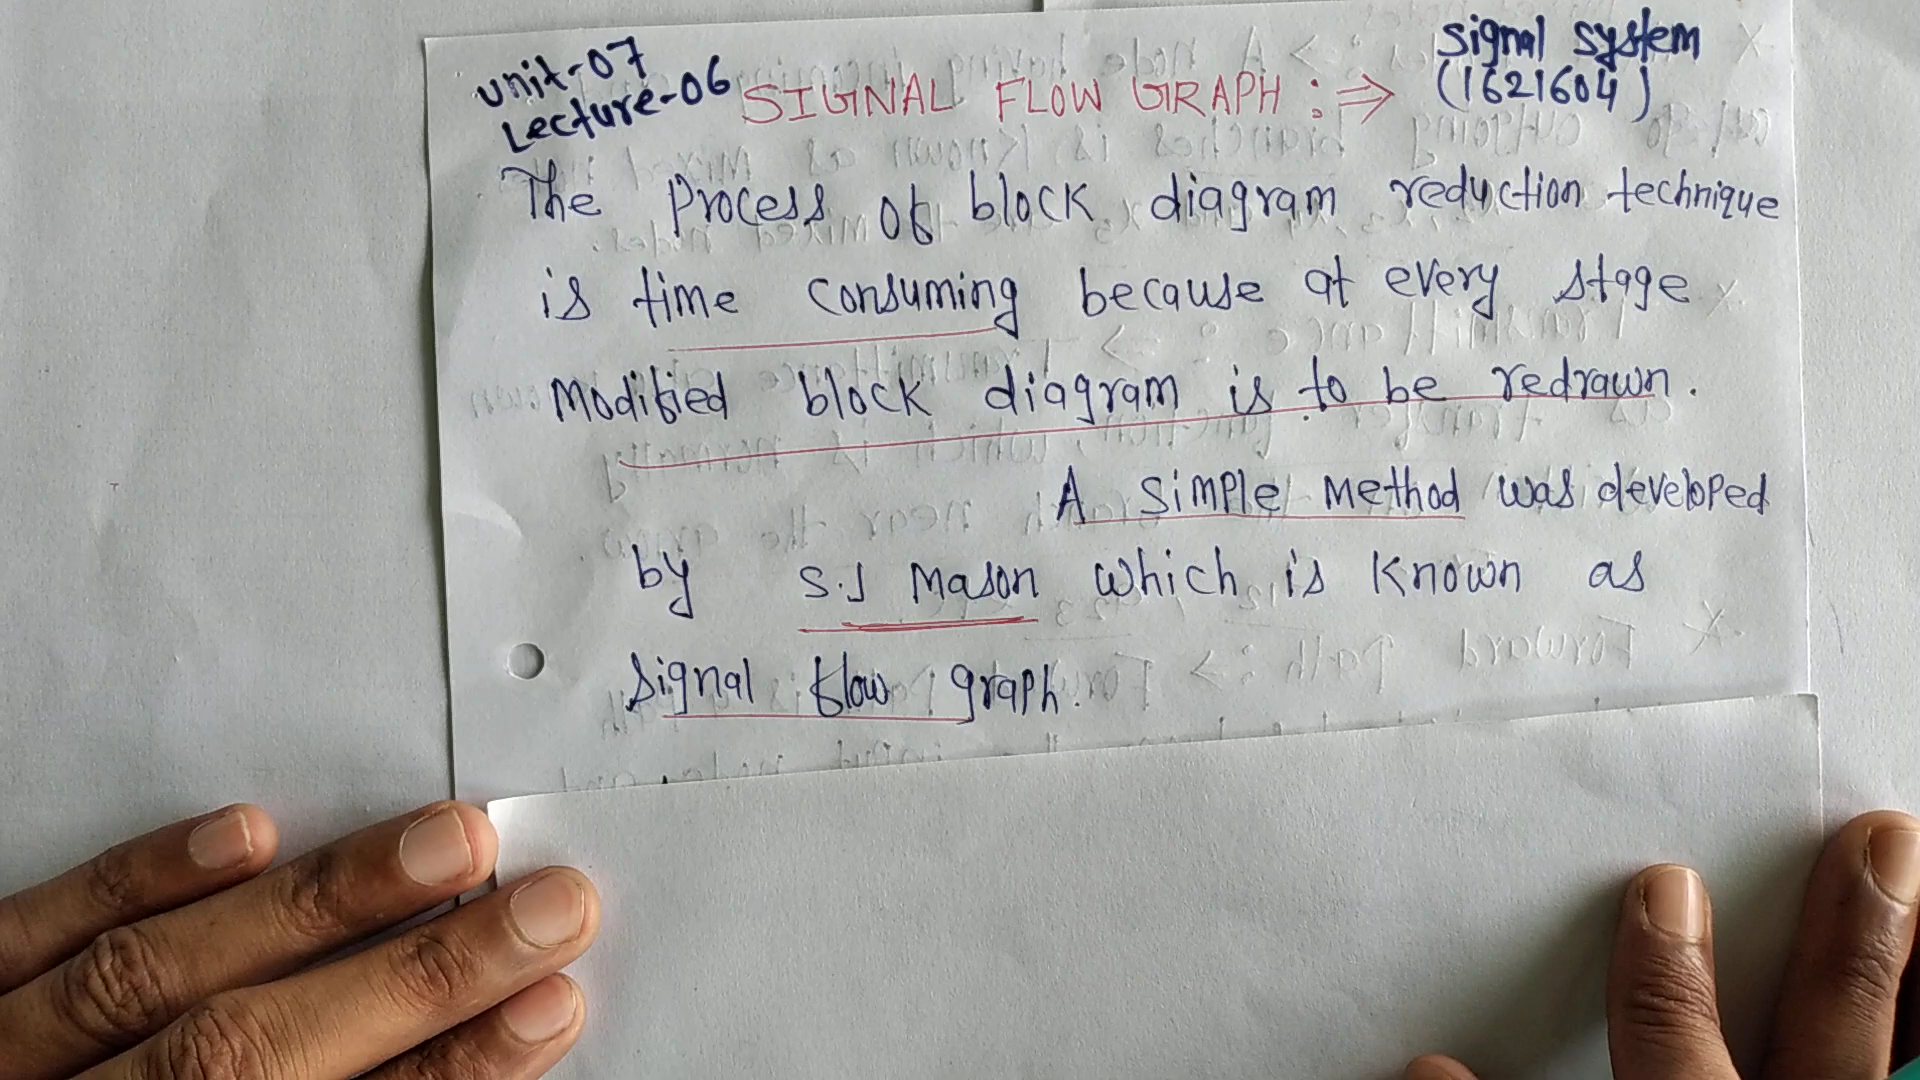 unit-07
Lecture-06
SIGNAL FLOW GRAPH :⇒
Signal system
(1621604)
The Process of block diagram reduction technique
is time consuming because at every stage
Modified block diagram is to be redrawn.
A simple method was developed
by S.J Mason which is known as
signal flow graph.